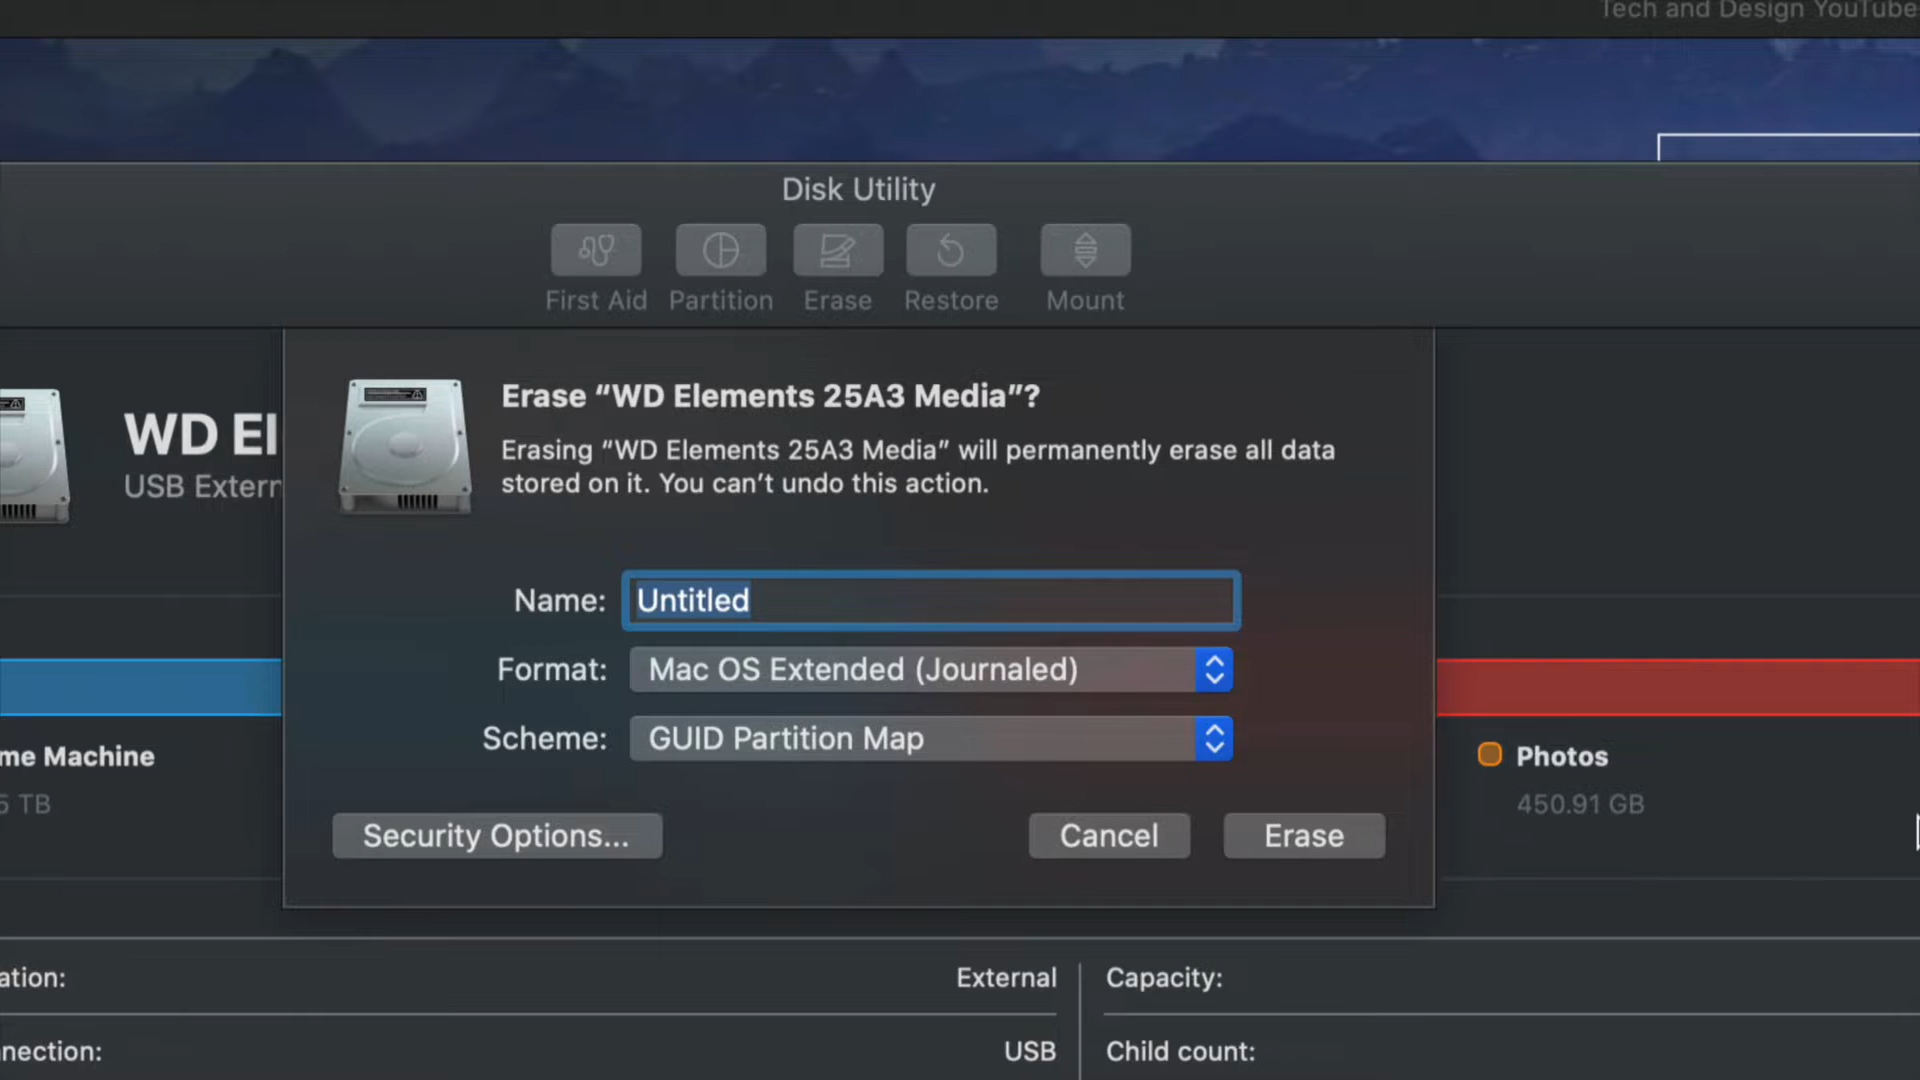 Tech and Design YouTube
Disk Utility
First Aid
Partition
Erase
Restore
Mount
WD El
USB Extern
Erase “WD Elements 25A3 Media”?
Erasing “WD Elements 25A3 Media” will permanently erase all data
stored on it. You can’t undo this action.
Name: Untitled
Format: Mac OS Extended (Journaled)
Scheme: GUID Partition Map
me Machine
5 TB
Photos
450.91 GB
Security Options...
Cancel
Erase
ation: External
Capacity:
nection: USB
Child count: